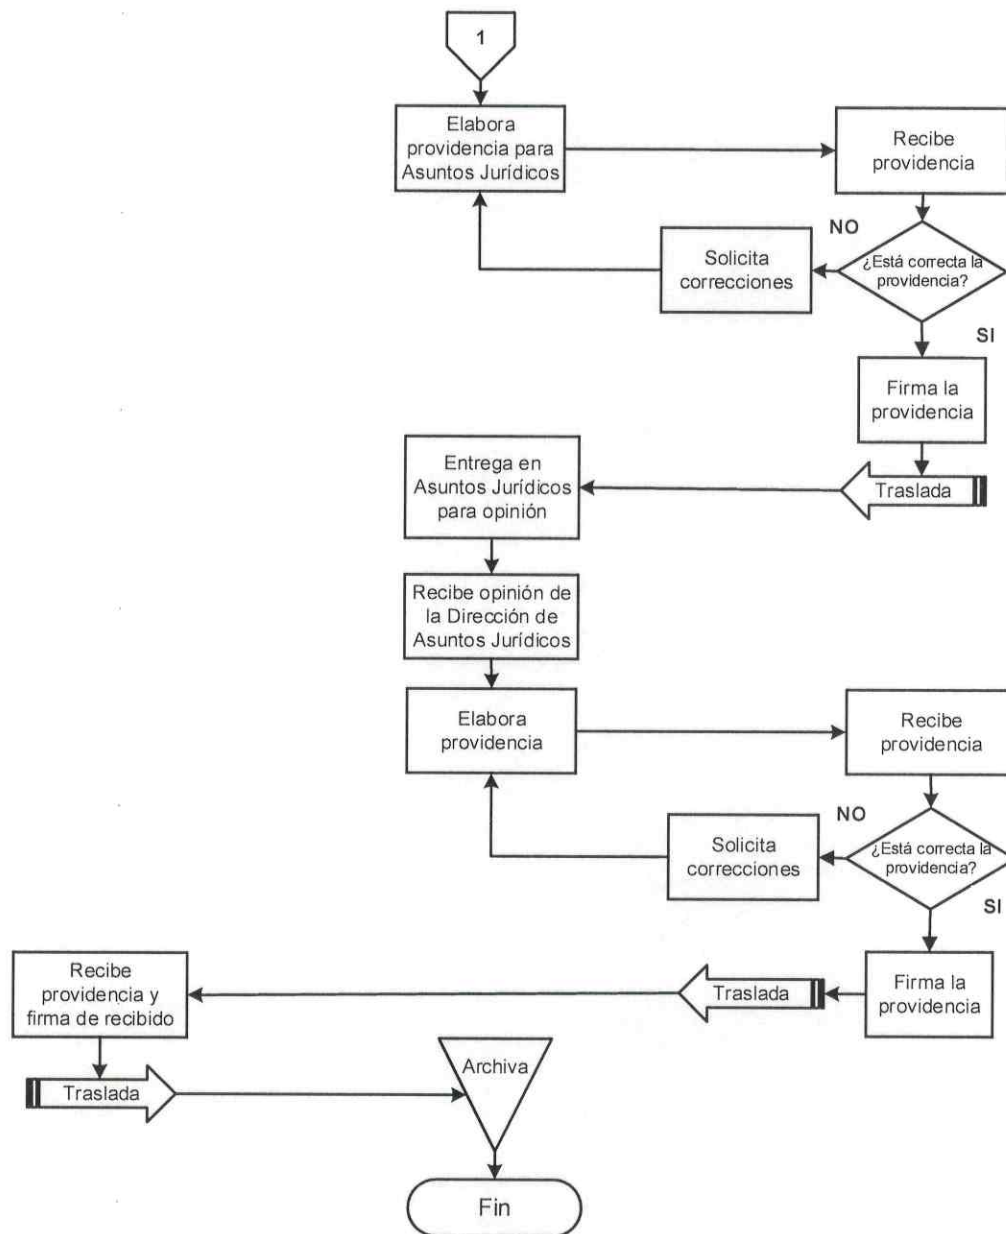 1
Elabora
providencia para
Asuntos Jurídicos
Recibe
providencia
NO
¿Está correcta la
providencia?
Solicita
correcciones
SI
Firma la
providencia
Traslada
Entrega en
Asuntos Jurídicos
para opinión
Recibe opinión de
la Dirección de
Asuntos Jurídicos
Elabora
providencia
Recibe
providencia
NO
¿Está correcta la
providencia?
Solicita
correcciones
SI
Firma la
providencia
Traslada
Recibe
providencia y
firma de recibido
Traslada
Archiva
Fin